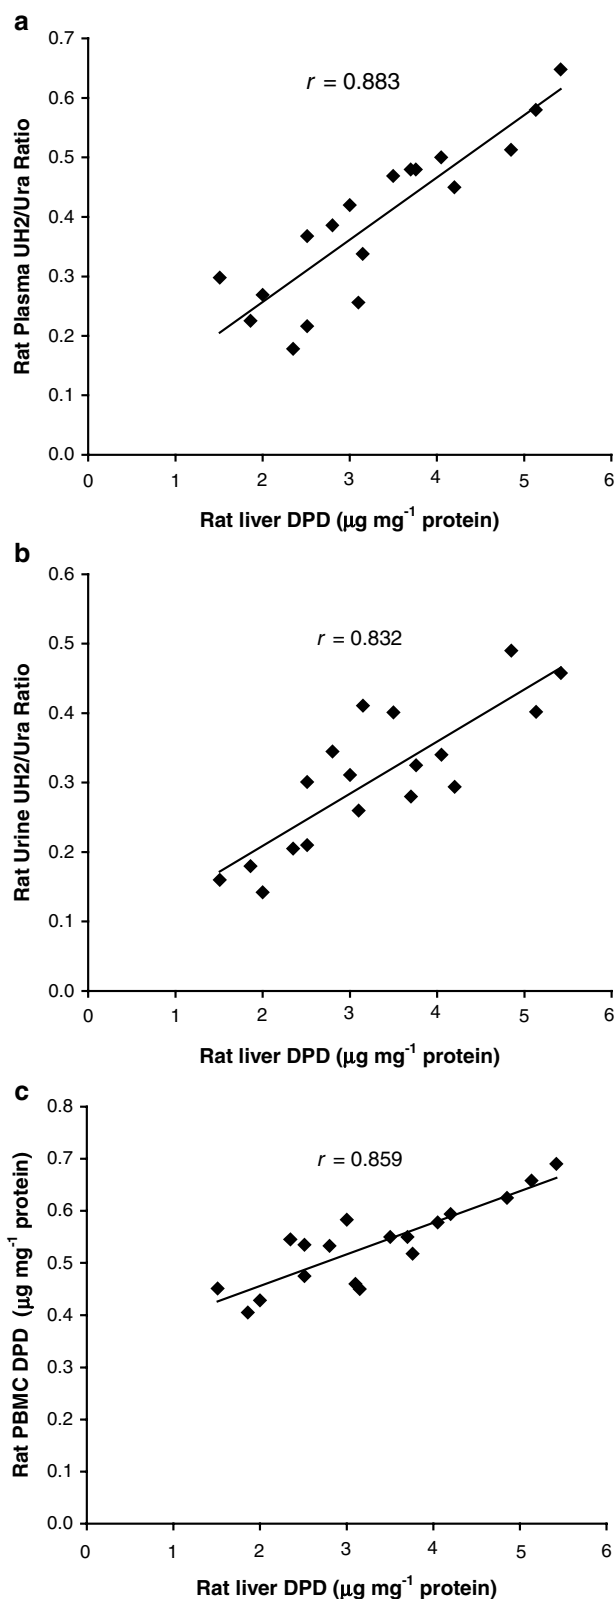 a
0.7
0.6
0.5
0.4
0.3
0.2
0.1
0.0
r = 0.883
Rat Plasma UH2/Ura Ratio
0 1 2 3 4 5 6
Rat liver DPD (μg mg⁻¹ protein)
b
0.6
0.5
0.4
0.3
0.2
0.1
0.0
r = 0.832
Rat Urine UH2/Ura Ratio
0 1 2 3 4 5 6
Rat liver DPD (μg mg⁻¹ protein)
c
0.8
0.7
0.6
0.5
0.4
0.3
0.2
0.1
0.0
r = 0.859
Rat PBMC DPD (μg mg⁻¹ protein)
0 1 2 3 4 5 6
Rat liver DPD (μg mg⁻¹ protein)